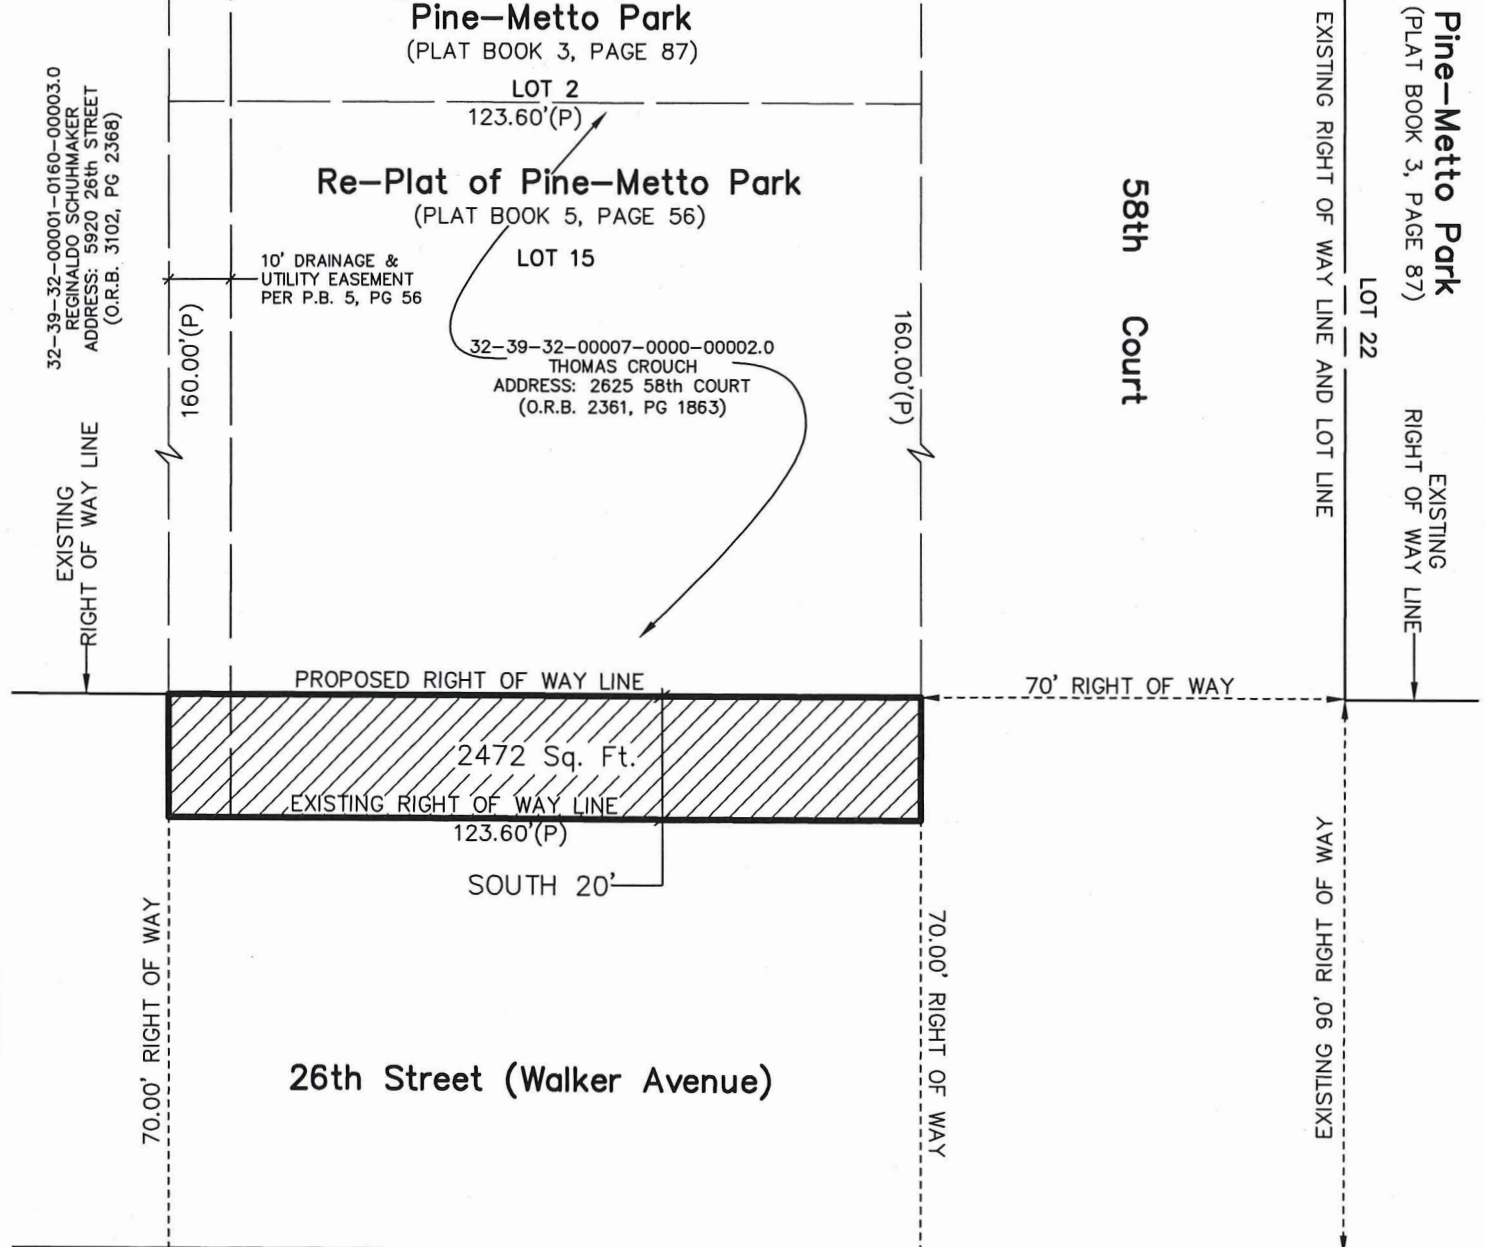 Pine-Metto Park
(PLAT BOOK 3, PAGE 87)
LOT 2
123.60'(P)
Re-Plat of Pine-Metto Park
(PLAT BOOK 5, PAGE 56)
LOT 15
10' DRAINAGE &
UTILITY EASEMENT
PER P.B. 5, PG 56
32-39-32-00007-0000-00002.0
THOMAS CROUCH
ADDRESS: 2625 58th COURT
(O.R.B. 2361, PG 1863)
32-39-32-00001-0160-00003.0
REGINALDO SCHUHMAKER
ADDRESS: 5920 26th STREET
(O.R.B. 3102, PG 2368)
160.00'(P)
160.00'(P)
EXISTING
RIGHT OF WAY LINE
58th Court
EXISTING RIGHT OF WAY LINE AND LOT LINE
LOT 22
Pine-Metto Park
(PLAT BOOK 3, PAGE 87)
EXISTING
RIGHT OF WAY LINE
PROPOSED RIGHT OF WAY LINE
70' RIGHT OF WAY
2472 Sq. Ft.
EXISTING RIGHT OF WAY LINE
123.60'(P)
SOUTH 20'
70.00' RIGHT OF WAY
70.00' RIGHT OF WAY
EXISITING 90' RIGHT OF WAY
26th Street (Walker Avenue)